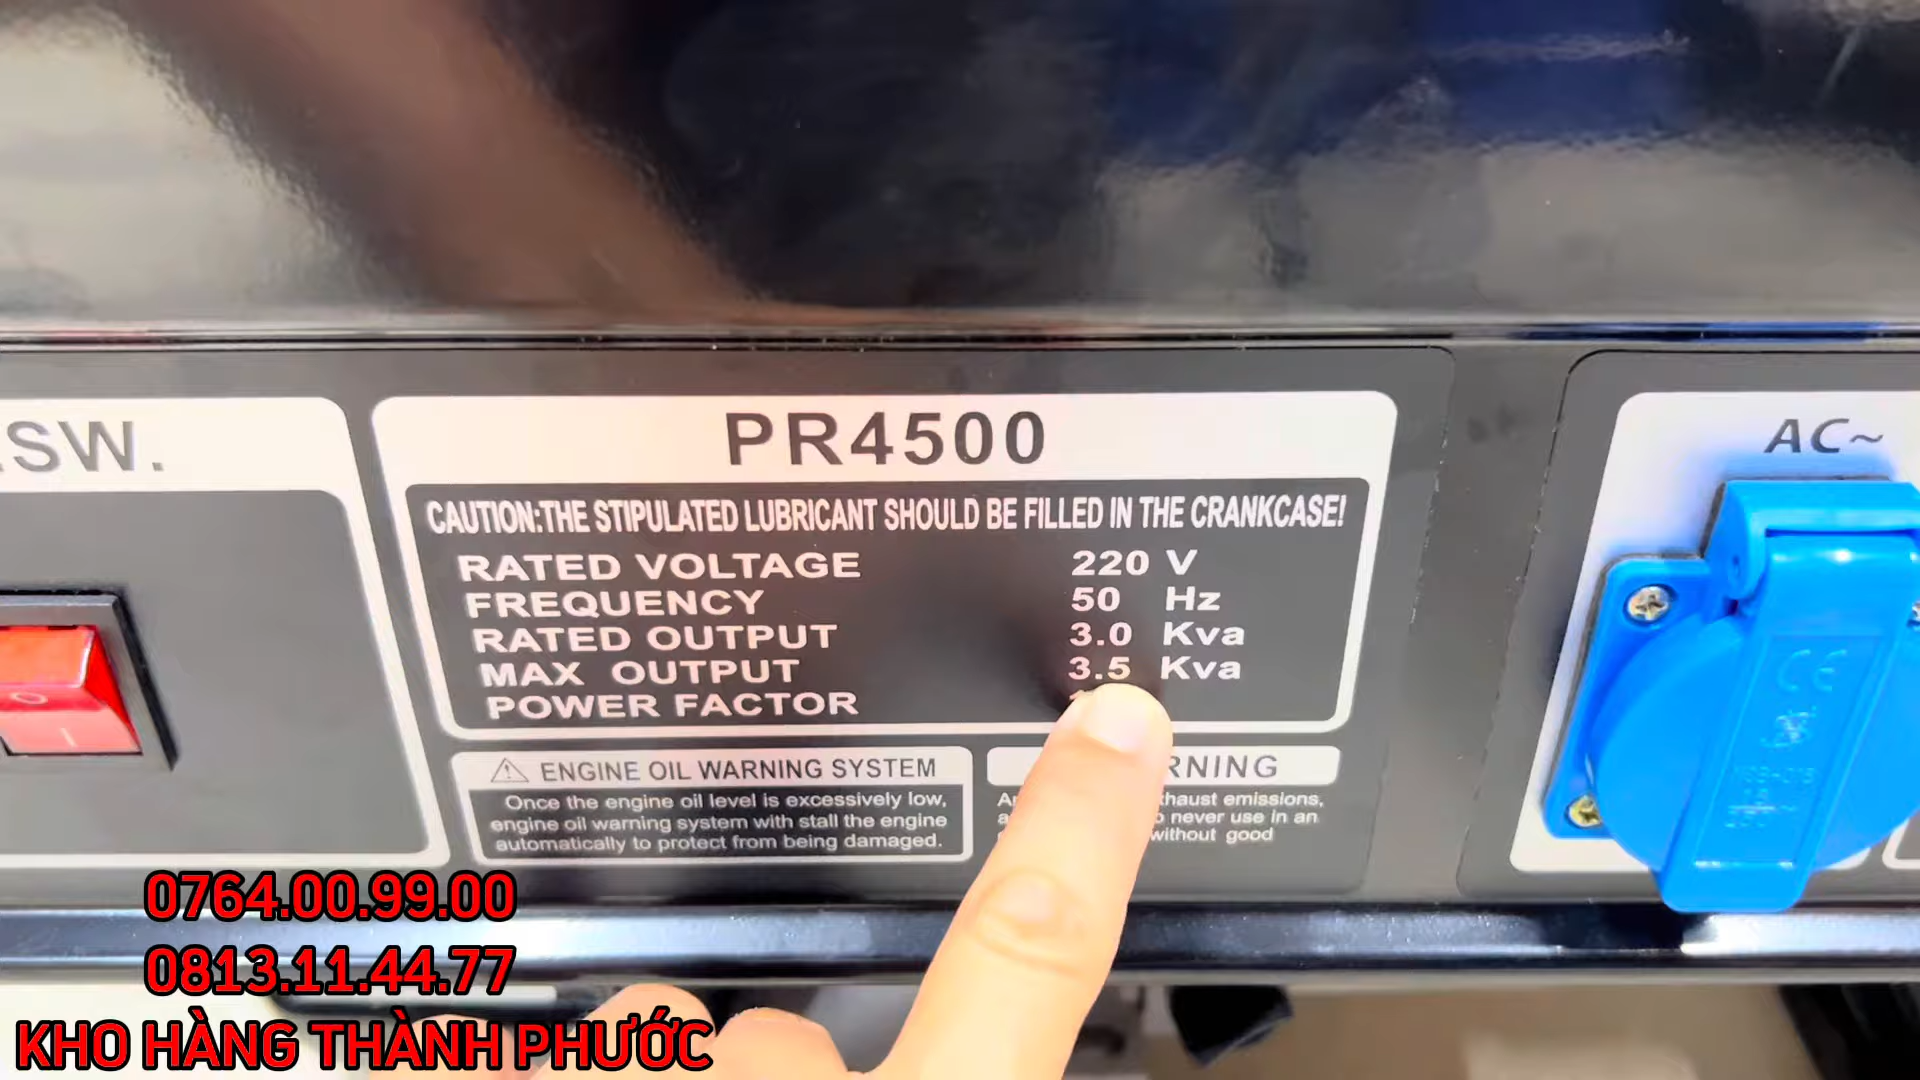 .SW.
PR4500
CAUTION:THE STIPULATED LUBRICANT SHOULD BE FILLED IN THE CRANKCASE!
RATED VOLTAGE 220 V
FREQUENCY 50 Hz
RATED OUTPUT 3.0 Kva
MAX OUTPUT 3.5 Kva
POWER FACTOR
ENGINE OIL WARNING SYSTEM
Once the engine oil level is excessively low,
engine oil warning system with stall the engine
automatically to protect from being damaged.
RNING
haust emissions,
never use in an
without good
AC~
CE
0764.00.99.00
0813.11.44.77
KHO HÀNG THÀNH PHƯỚC